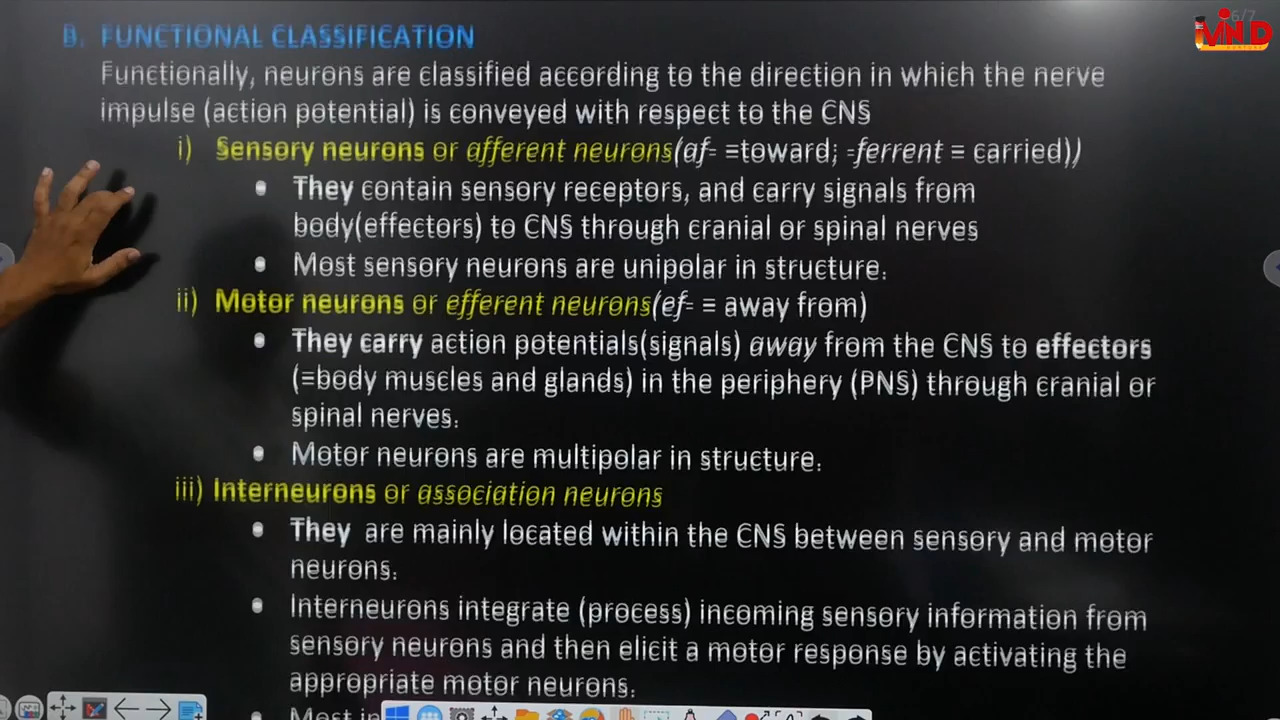 6/7
MIND
B. FUNCTIONAL CLASSIFICATION
Functionally, neurons are classified according to the direction in which the nerve
impulse (action potential) is conveyed with respect to the CNS
i) Sensory neurons or afferent neurons(af- =toward; -ferrent = carried))
• They contain sensory receptors, and carry signals from
body(effectors) to CNS through cranial or spinal nerves
• Most sensory neurons are unipolar in structure.
ii) Motor neurons or efferent neurons(ef- = away from)
• They carry action potentials(signals) away from the CNS to effectors
(=body muscles and glands) in the periphery (PNS) through cranial or
spinal nerves.
• Motor neurons are multipolar in structure.
iii) Interneurons or association neurons
• They are mainly located within the CNS between sensory and motor
neurons.
• Interneurons integrate (process) incoming sensory information from
sensory neurons and then elicit a motor response by activating the
appropriate motor neurons.
• Most in